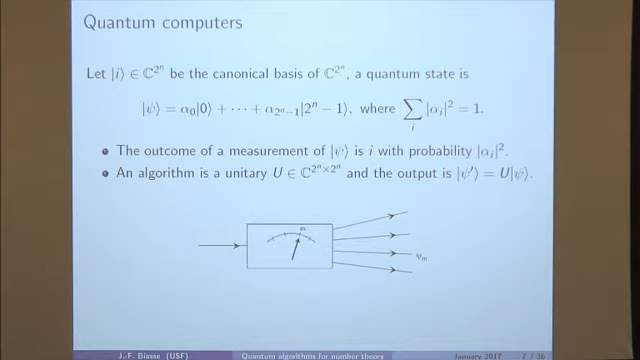 Quantum computers
Let |i⟩ ∈ ℂ^{2^n} be the canonical basis of ℂ^{2^n}, a quantum state is
|ψ⟩ = α_0|0⟩ + ··· + α_{2^n−1}|2^n − 1⟩, where ∑_i |α_i|^2 = 1.
• The outcome of a measurement of |ψ⟩ is i with probability |α_i|^2.
• An algorithm is a unitary U ∈ ℂ^{2^n×2^n} and the output is |ψ′⟩ = U|ψ⟩.
m
ψ_m
J.-F. Biasse (USF) Quantum algorithms for number theory January 2017 7 / 36